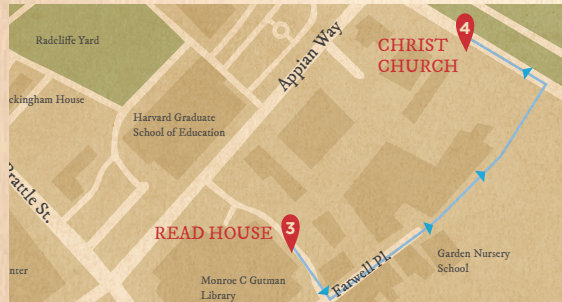 Radcliffe Yard
4
CHRIST
CHURCH
Appian Way
ckingham House
Harvard Graduate
School of Education
Brattle St.
3
READ HOUSE
Farwell Pl.
Garden Nursery
School
nter
Monroe C Gutman
Library